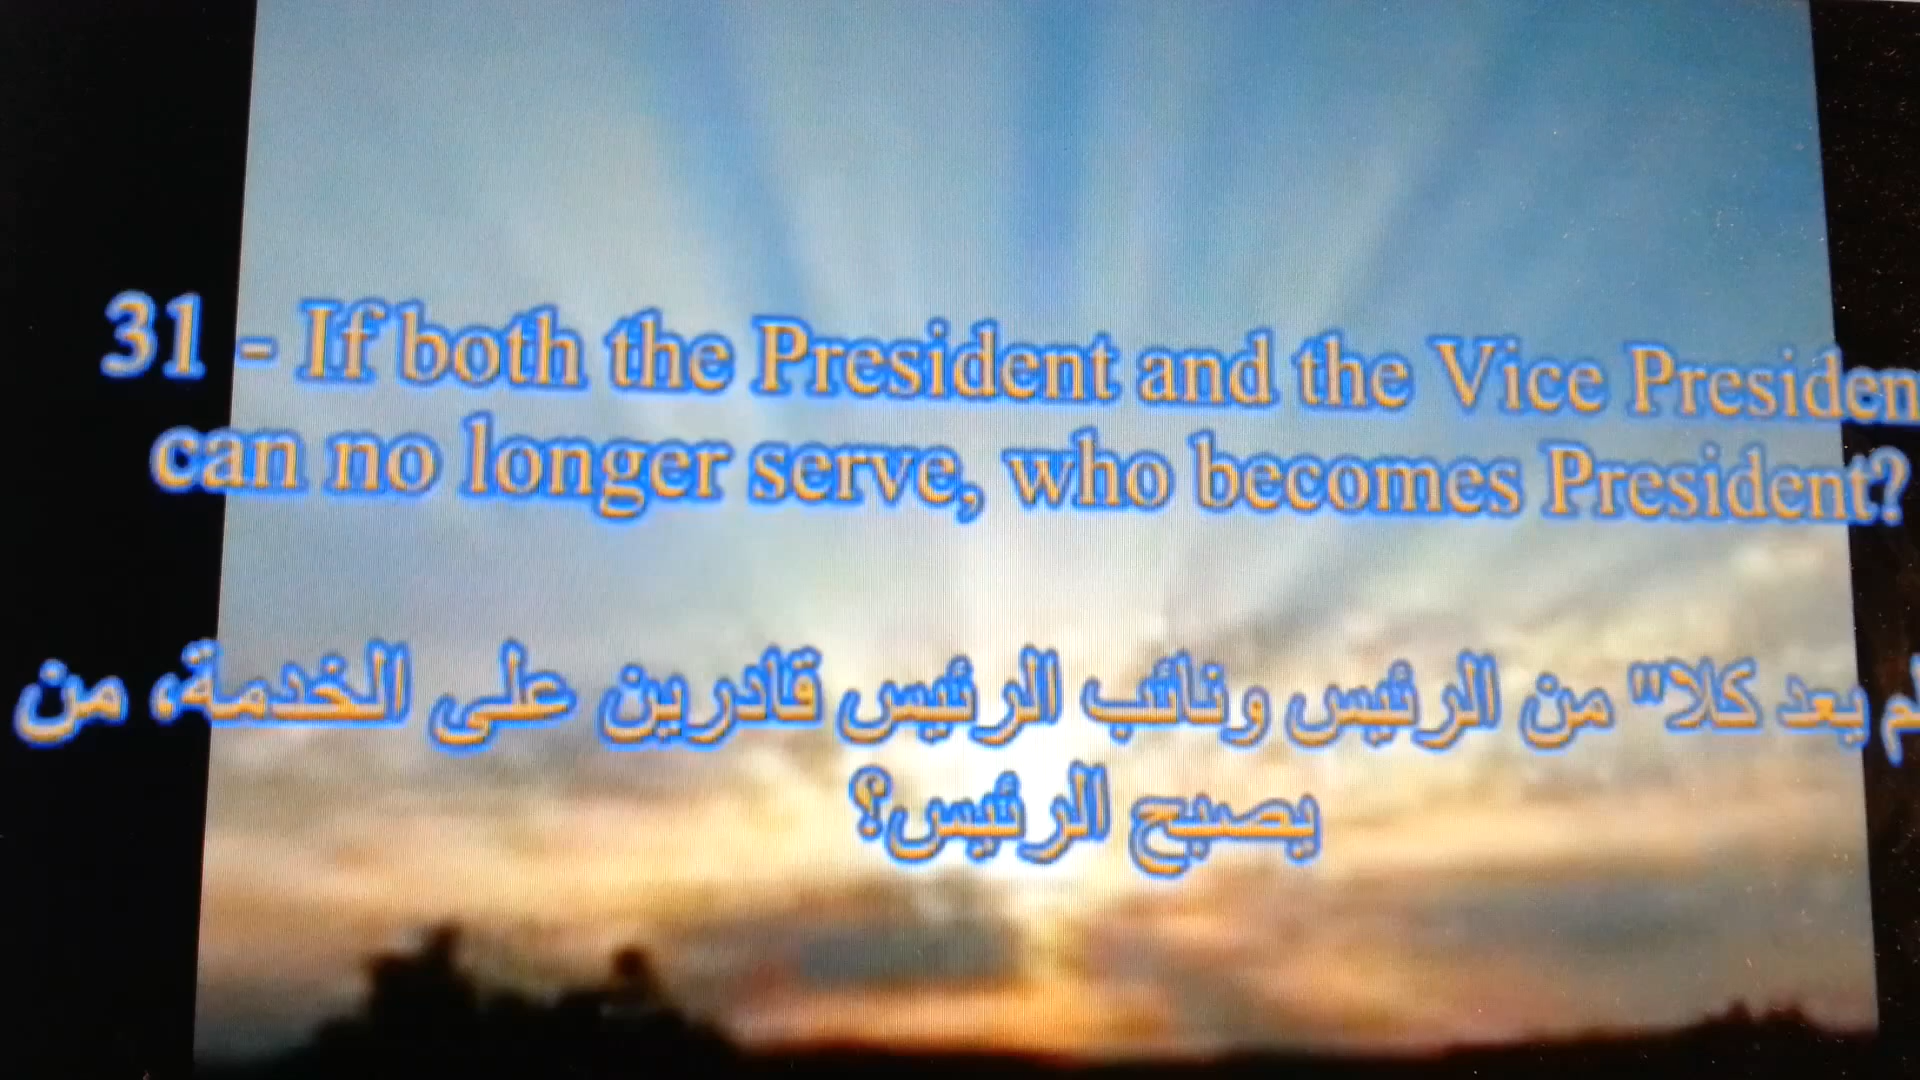 31 - If both the President and the Vice Presiden
can no longer serve, who becomes President?
لم يعد كلا" من الرئيس ونائب الرئيس قادرين على الخدمة، من
يصبح الرئيس؟